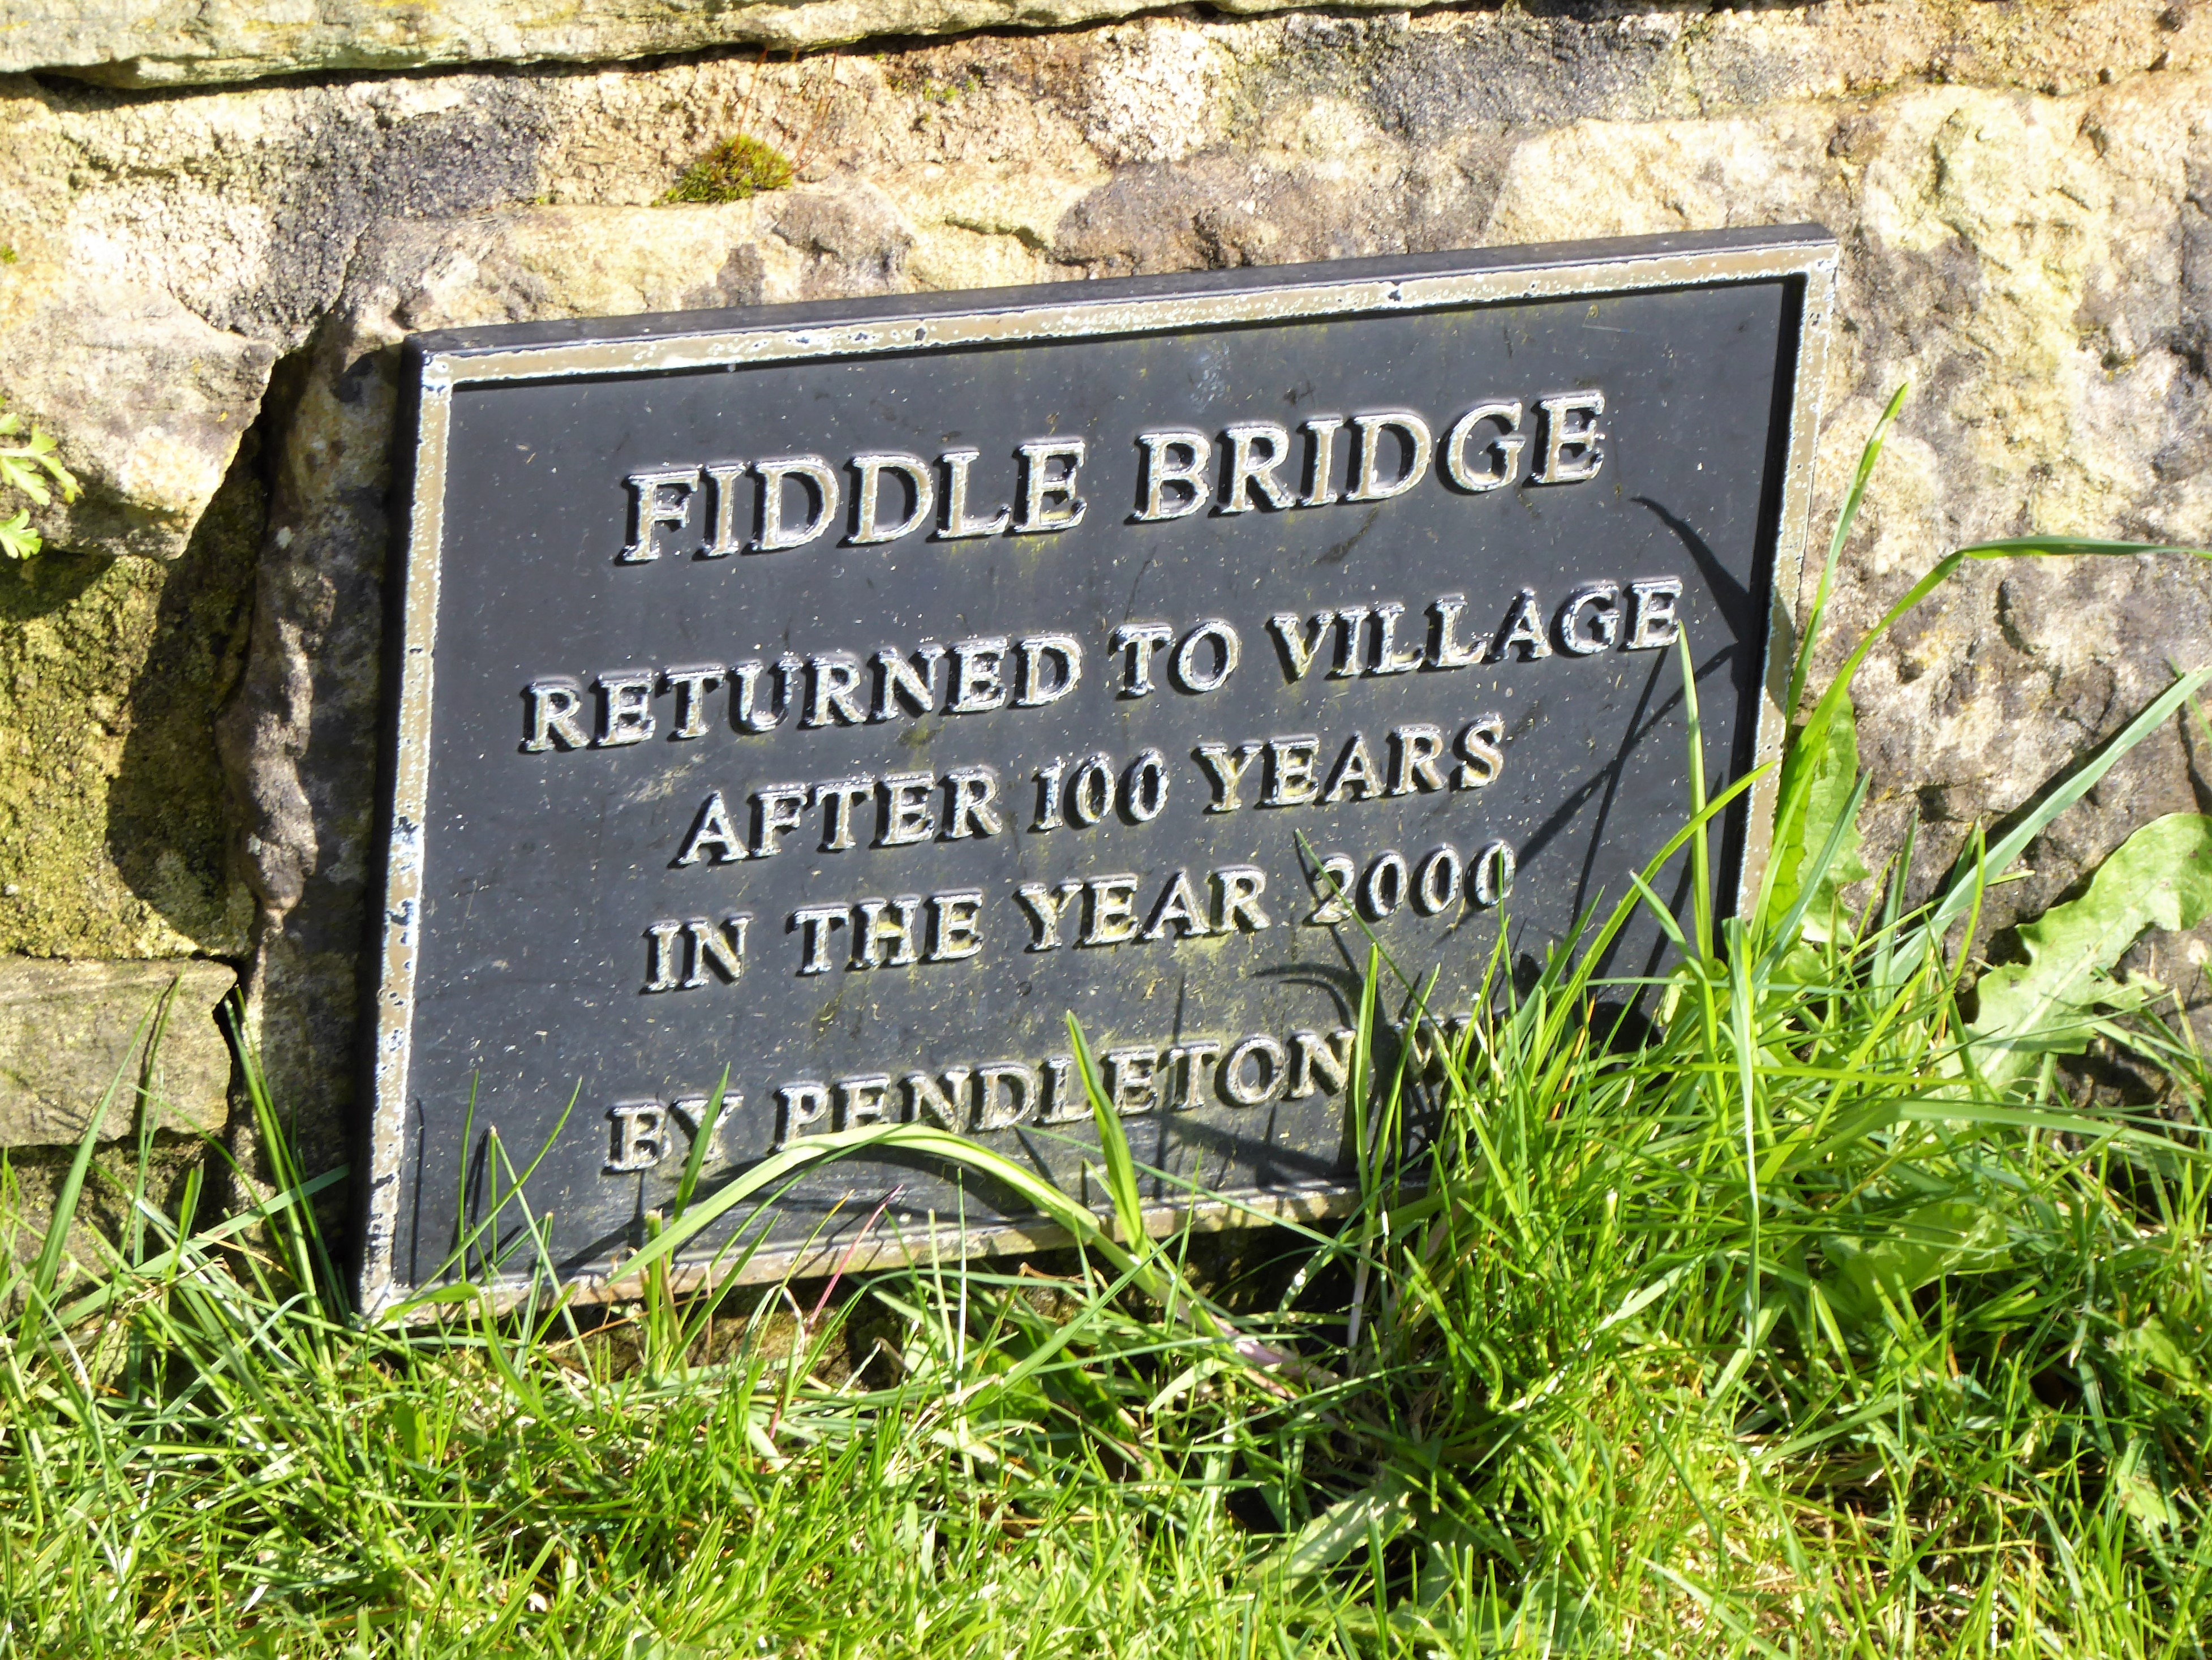 FIDDLE BRIDGE
RETURNED TO VILLAGE
AFTER 100 YEARS
IN THE YEAR 2000
BY PENDLETON